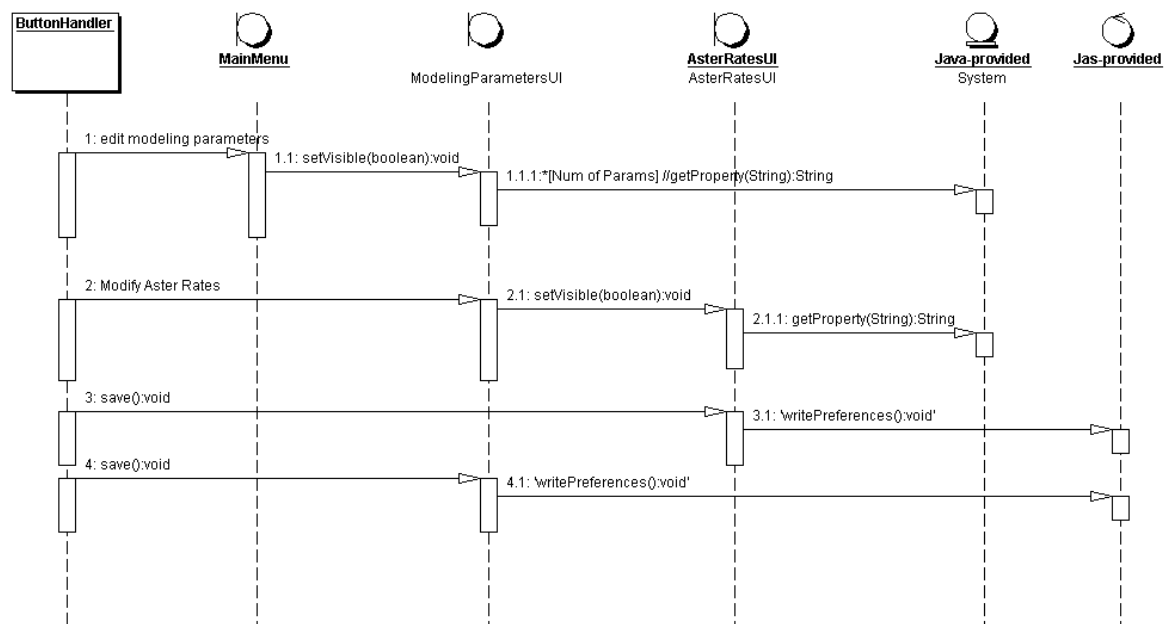 ButtonHandler
MainMenu
ModelingParametersUI
AsterRatesUI
AsterRatesUI
Java-provided
System
Jas-provided
1: edit modeling parameters
1.1: setVisible(boolean):void
1.1.1:*[Num of Params] //getProperty(String):String
2: Modify Aster Rates
2.1: setVisible(boolean):void
2.1.1: getProperty(String):String
3: save():void
3.1: 'writePreferences():void'
4: save():void
4.1: 'writePreferences():void'